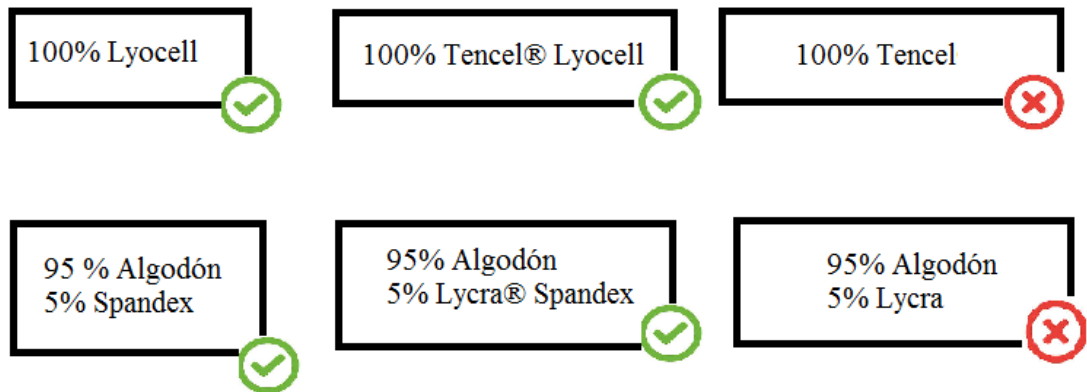 100% Lyocell
100% Tencel® Lyocell
100% Tencel
95 % Algodón
5% Spandex
95% Algodón
5% Lycra® Spandex
95% Algodón
5% Lycra